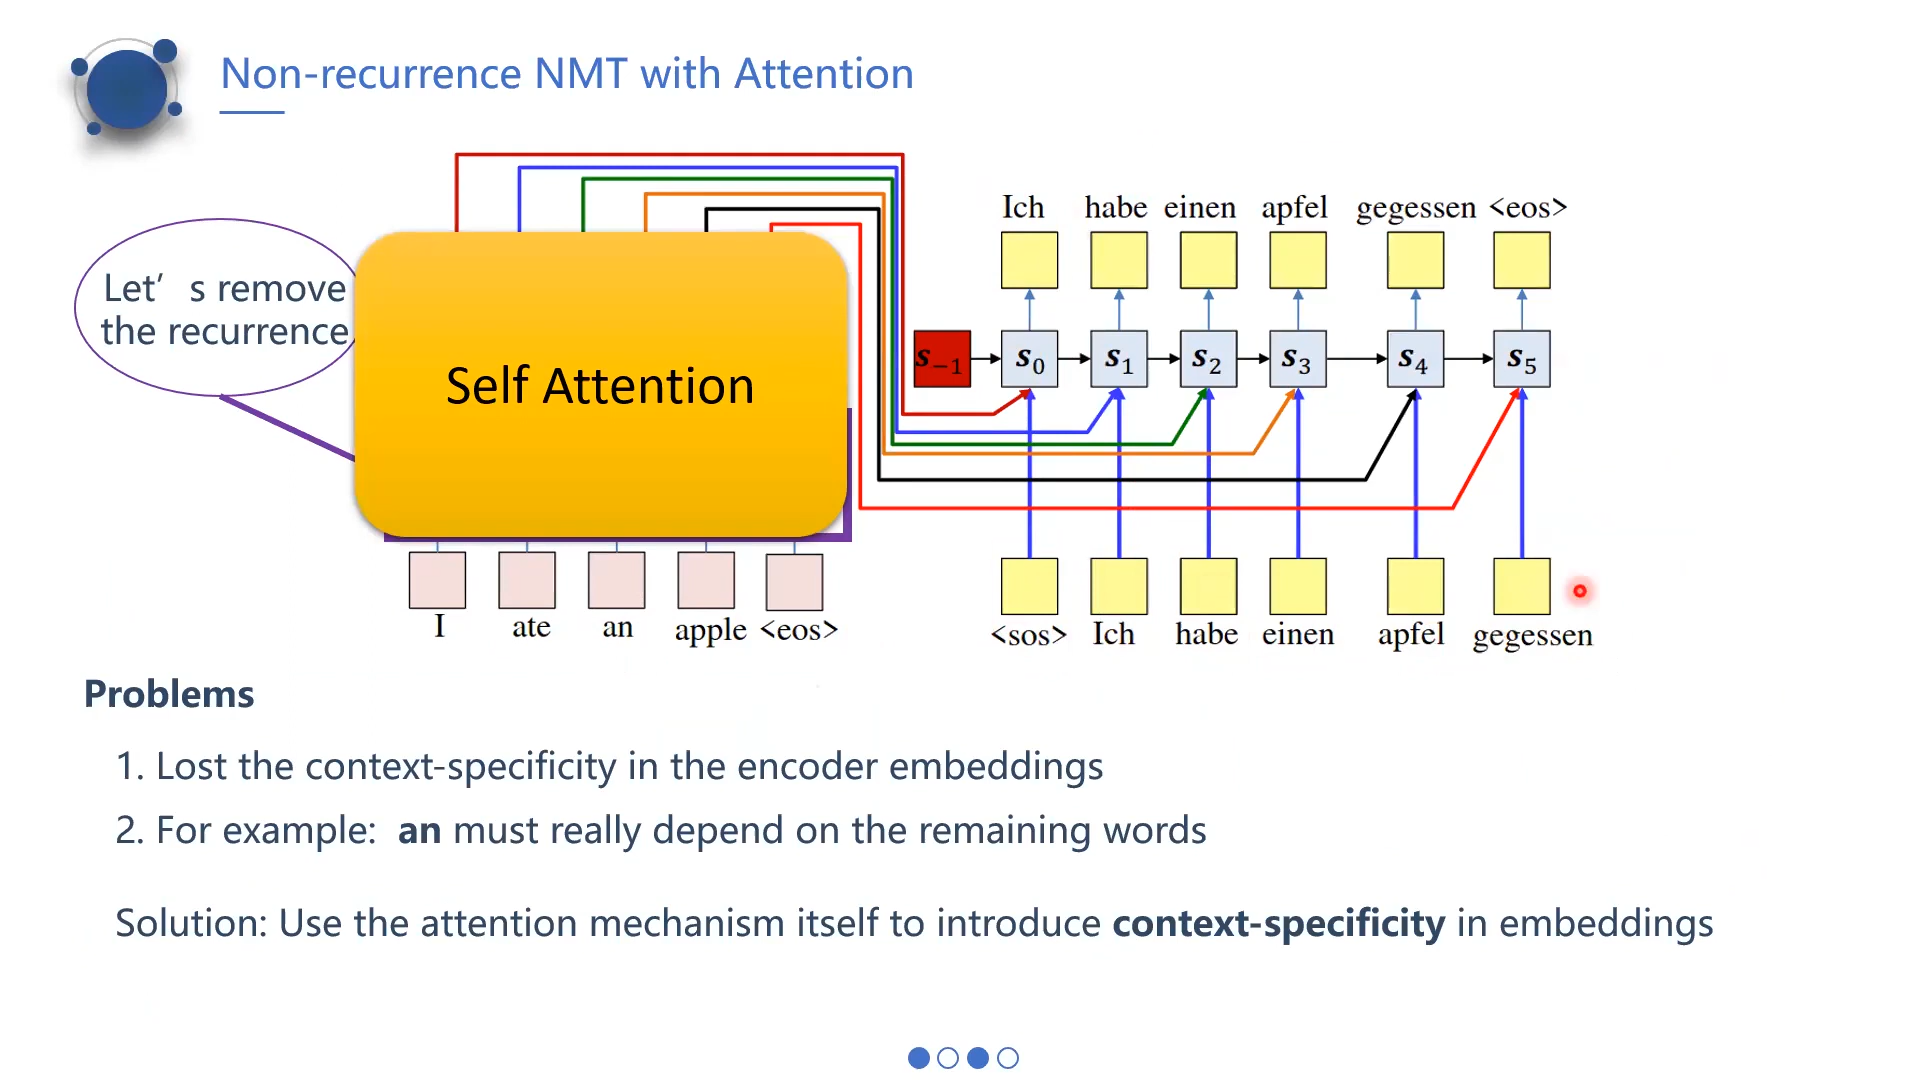 Non-recurrence NMT with Attention
Let’ s remove
the recurrence
Self Attention
Ich habe einen apfel gegessen <eos>
s₋₁ s₀ s₁ s₂ s₃ s₄ s₅
I ate an apple <eos>
<sos> Ich habe einen apfel gegessen
Problems
1. Lost the context-specificity in the encoder embeddings
2. For example: an must really depend on the remaining words
Solution: Use the attention mechanism itself to introduce context-specificity in embeddings